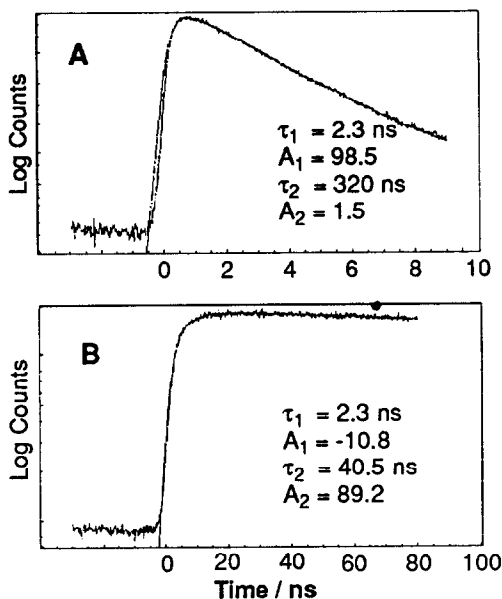 A
Log Counts
τ1 = 2.3 ns
A1 = 98.5
τ2 = 320 ns
A2 = 1.5
0 2 4 6 8 10
B
Log Counts
τ1 = 2.3 ns
A1 = -10.8
τ2 = 40.5 ns
A2 = 89.2
0 20 40 60 80 100
Time / ns